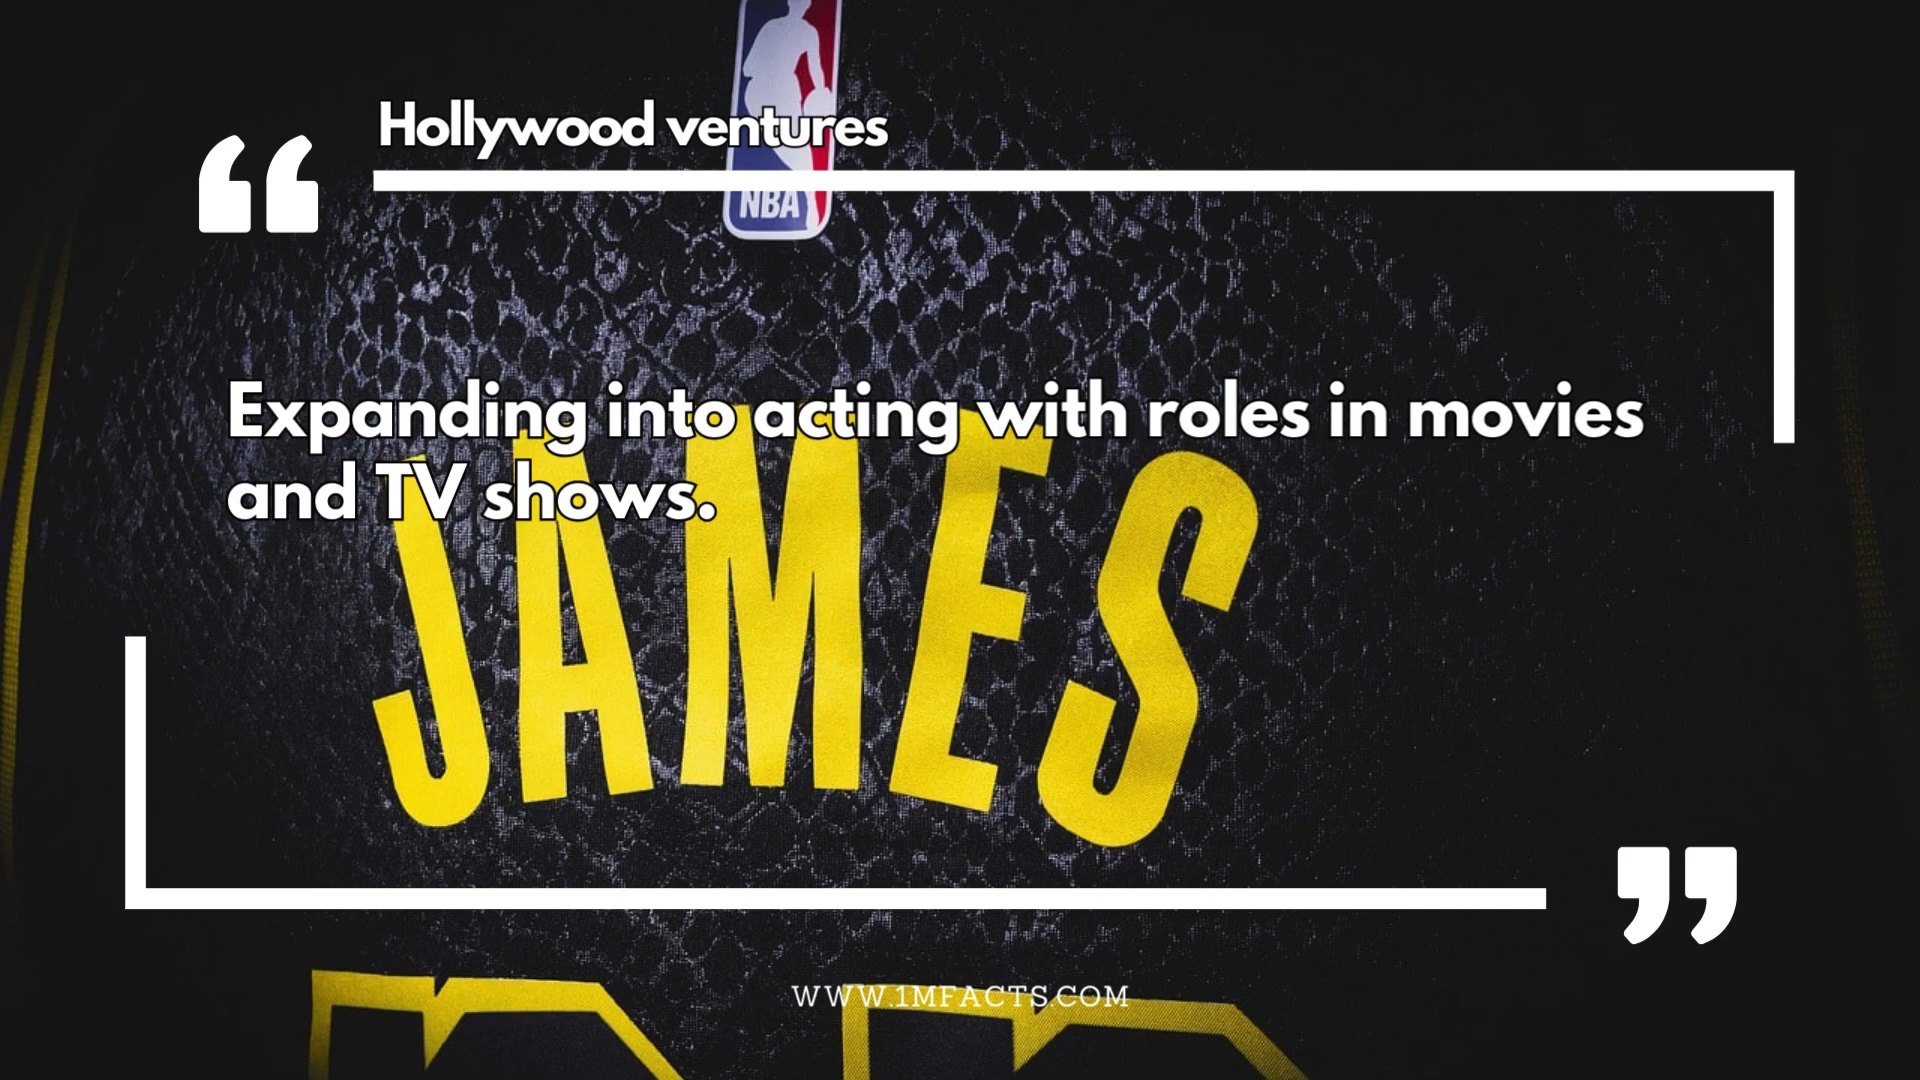 Hollywood ventures
NBA
Expanding into acting with roles in movies
and TV shows.
JAMES
WWW.1MFACTS.COM